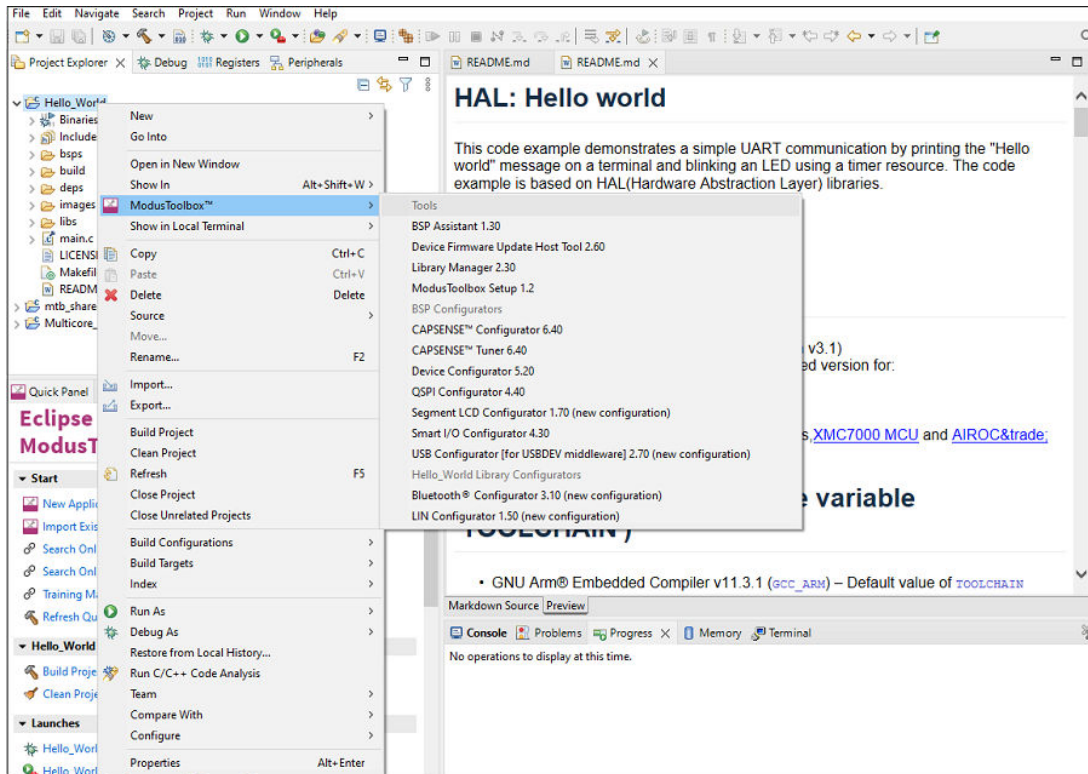 File Edit Navigate Search Project Run Window Help
Project Explorer Debug Registers Peripherals
Hello_World
Binaries
Include
bsps
build
deps
images
libs
main.c
LICENS
Makefil
READM
mtb_share
Multicore_
New
Go Into
Open in New Window
Show In Alt+Shift+W
ModusToolbox™
Show in Local Terminal
Copy Ctrl+C
Paste Ctrl+V
Delete Delete
Source
Move...
Rename... F2
Import...
Export...
Build Project
Clean Project
Refresh F5
Close Project
Close Unrelated Projects
Build Configurations
Build Targets
Index
Run As
Debug As
Restore from Local History...
Run C/C++ Code Analysis
Team
Compare With
Configure
Properties Alt+Enter
Tools
BSP Assistant 1.30
Device Firmware Update Host Tool 2.60
Library Manager 2.30
ModusToolbox Setup 1.2
BSP Configurators
CAPSENSE™ Configurator 6.40
CAPSENSE™ Tuner 6.40
Device Configurator 5.20
QSPI Configurator 4.40
Segment LCD Configurator 1.70 (new configuration)
Smart I/O Configurator 4.30
USB Configurator [for USBDEV middleware] 2.70 (new configuration)
Hello_World Library Configurators
Bluetooth® Configurator 3.10 (new configuration)
LIN Configurator 1.50 (new configuration)
Quick Panel
Eclipse
ModusT
Start
New Applic
Import Exis
Search Onl
Search Onl
Training Ma
Refresh Qu
Hello_World
Build Proje
Clean Proje
Launches
Hello_Worl
Hello_Worl
README.md README.md
HAL: Hello world
This code example demonstrates a simple UART communication by printing the "Hello
world" message on a terminal and blinking an LED using a timer resource. The code
example is based on HAL(Hardware Abstraction Layer) libraries.
v3.1)
ed version for:
s,XMC7000 MCU and AIROC&trade;
e variable
TOOLCHAIN')
• GNU Arm® Embedded Compiler v11.3.1 (GCC_ARM) – Default value of TOOLCHAIN
Markdown Source Preview
Console Problems Progress Memory Terminal
No operations to display at this time.